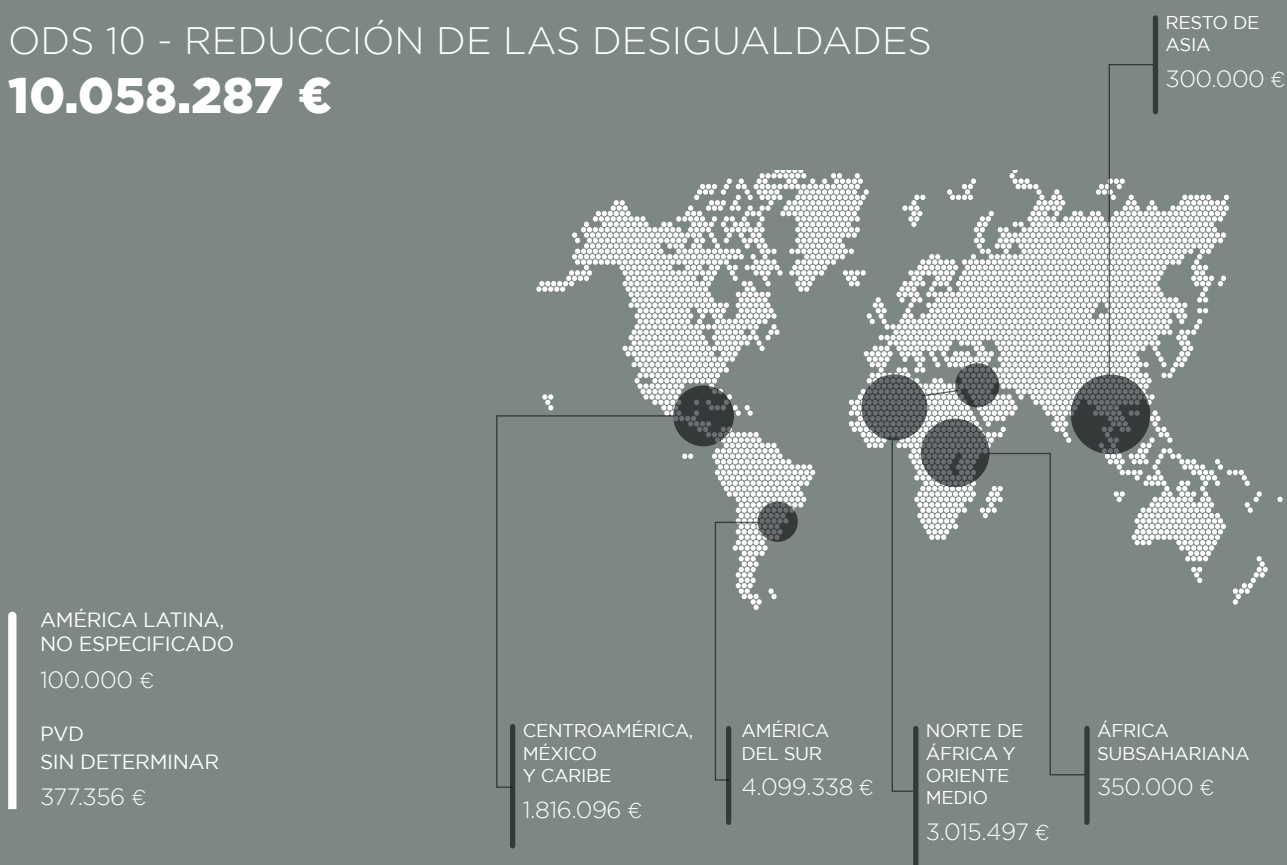 ODS 10 - REDUCCIÓN DE LAS DESIGUALDADES
10.058.287 €
RESTO DE
ASIA
300.000 €
AMÉRICA LATINA,
NO ESPECIFICADO
100.000 €
PVD
SIN DETERMINAR
377.356 €
CENTROAMÉRICA,
MÉXICO
Y CARIBE
1.816.096 €
AMÉRICA
DEL SUR
4.099.338 €
NORTE DE
ÁFRICA Y
ORIENTE
MEDIO
3.015.497 €
ÁFRICA
SUBSAHARIANA
350.000 €